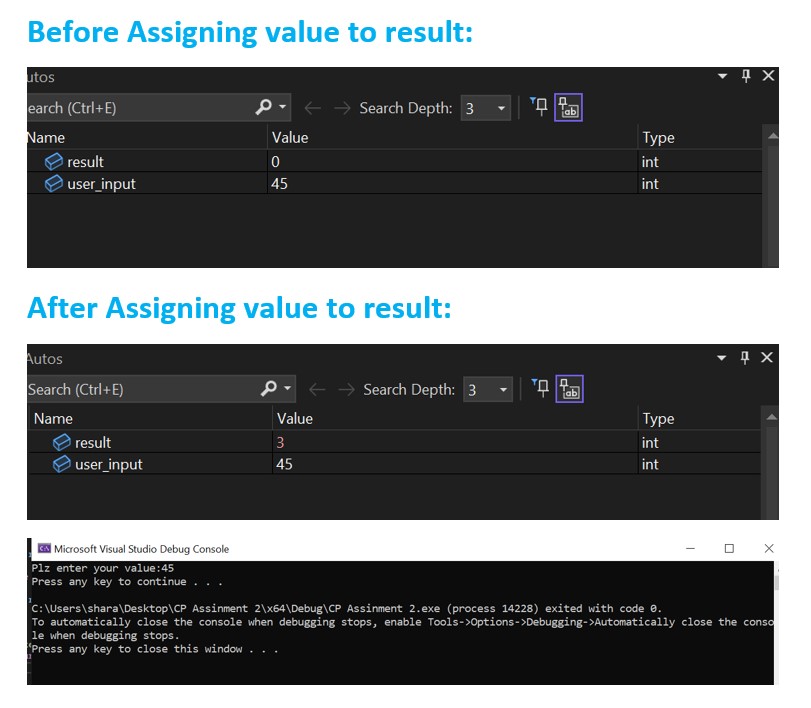 Before Assigning value to result:
utos
earch (Ctrl+E)
Search Depth: 3
ab
Name Value Type
result 0 int
user_input 45 int
After Assigning value to result:
Autos
Search (Ctrl+E)
Search Depth: 3
ab
Name Value Type
result 3 int
user_input 45 int
Microsoft Visual Studio Debug Console
Plz enter your value:45
Press any key to continue . . .
C:\Users\shara\Desktop\CP Assinment 2\x64\Debug\CP Assinment 2.exe (process 14228) exited with code 0.
To automatically close the console when debugging stops, enable Tools->Options->Debugging->Automatically close the conso
le when debugging stops.
Press any key to close this window . . .